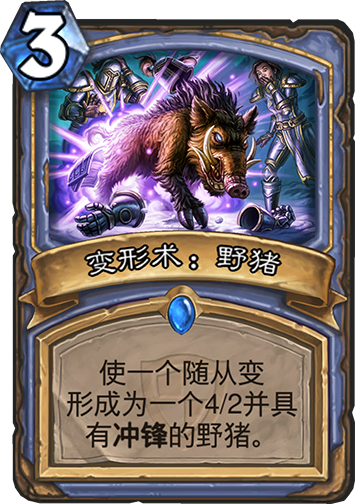 3
变形术：野猪
使一个随从变
形成为一个4/2并具
有冲锋的野猪。